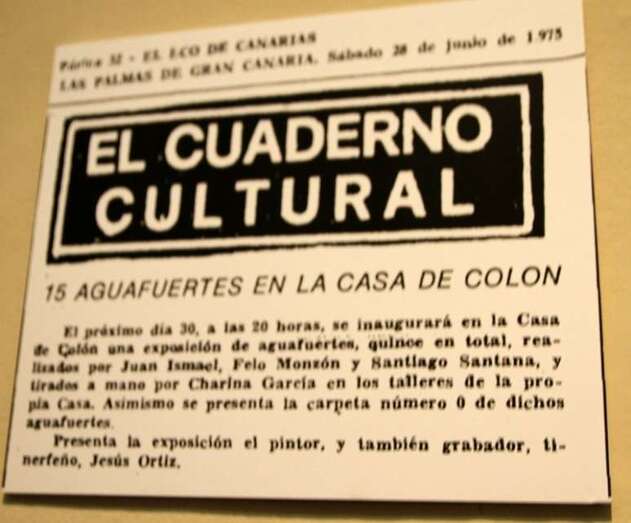 Página 32 - EL ECO DE CANARIAS
LAS PALMAS DE GRAN CANARIA. Sábado 28 de junio de 1.975
EL CUADERNO
CULTURAL
15 AGUAFUERTES EN LA CASA DE COLON
El próximo día 30, a las 20 horas, se inaugurará en la Casa
de Colón una exposición de aguafuertes, quince en total, rea-
lizados por Juan Ismael, Felo Monzón y Santiago Santana, y
tirados a mano por Charina García en los talleres de la pro-
pia Casa. Asimismo se presenta la carpeta número 0 de dichos
aguafuertes.
Presenta la exposición el pintor, y también grabador, ti-
nerfeño, Jesús Ortiz.